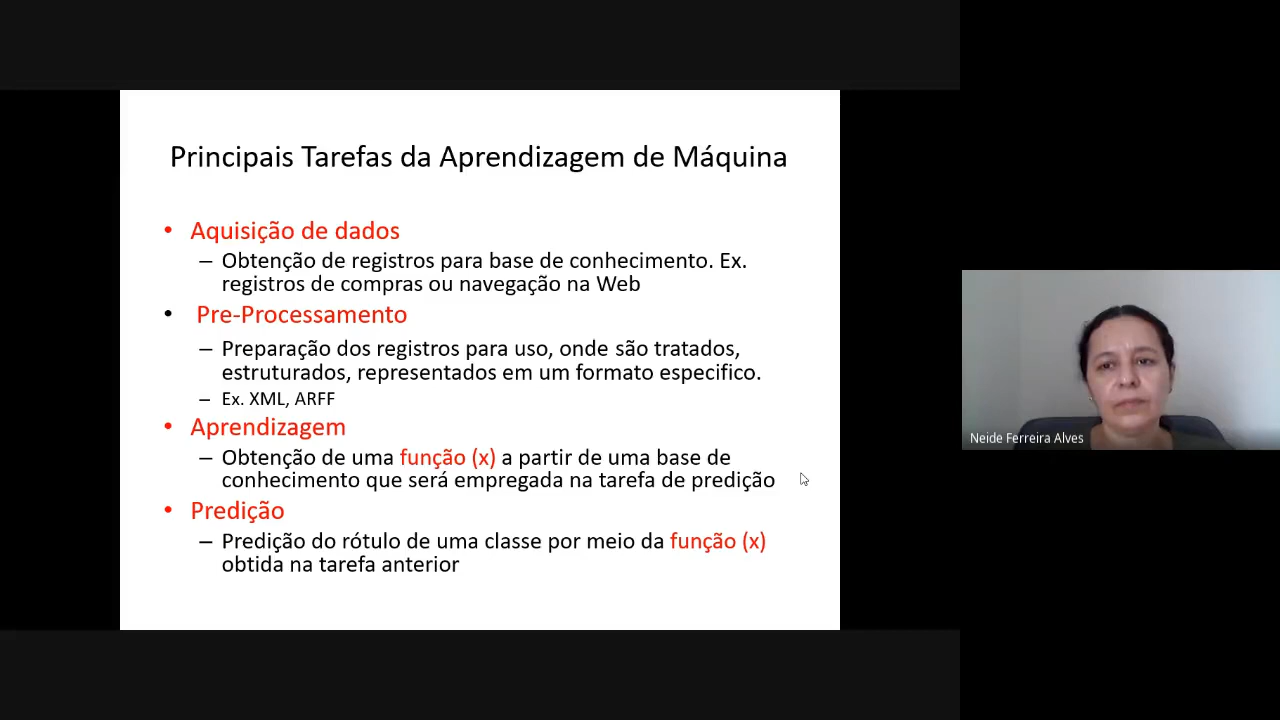 Principais Tarefas da Aprendizagem de Máquina
• Aquisição de dados
– Obtenção de registros para base de conhecimento. Ex.
registros de compras ou navegação na Web
• Pre-Processamento
– Preparação dos registros para uso, onde são tratados,
estruturados, representados em um formato especifico.
– Ex. XML, ARFF
• Aprendizagem
– Obtenção de uma função (x) a partir de uma base de
conhecimento que será empregada na tarefa de predição
• Predição
– Predição do rótulo de uma classe por meio da função (x)
obtida na tarefa anterior
Neide Ferreira Alves